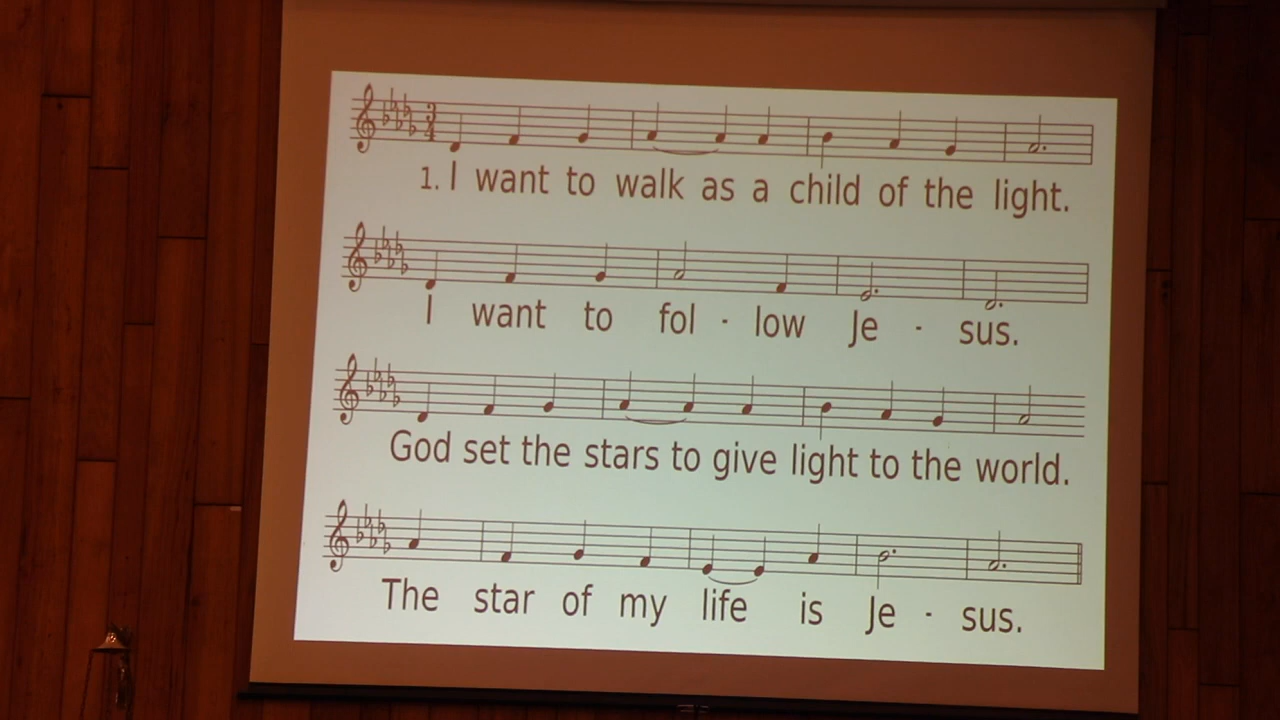 1. I want to walk as a child of the light.
I want to fol - low Je - sus.
God set the stars to give light to the world.
The star of my life is Je - sus.